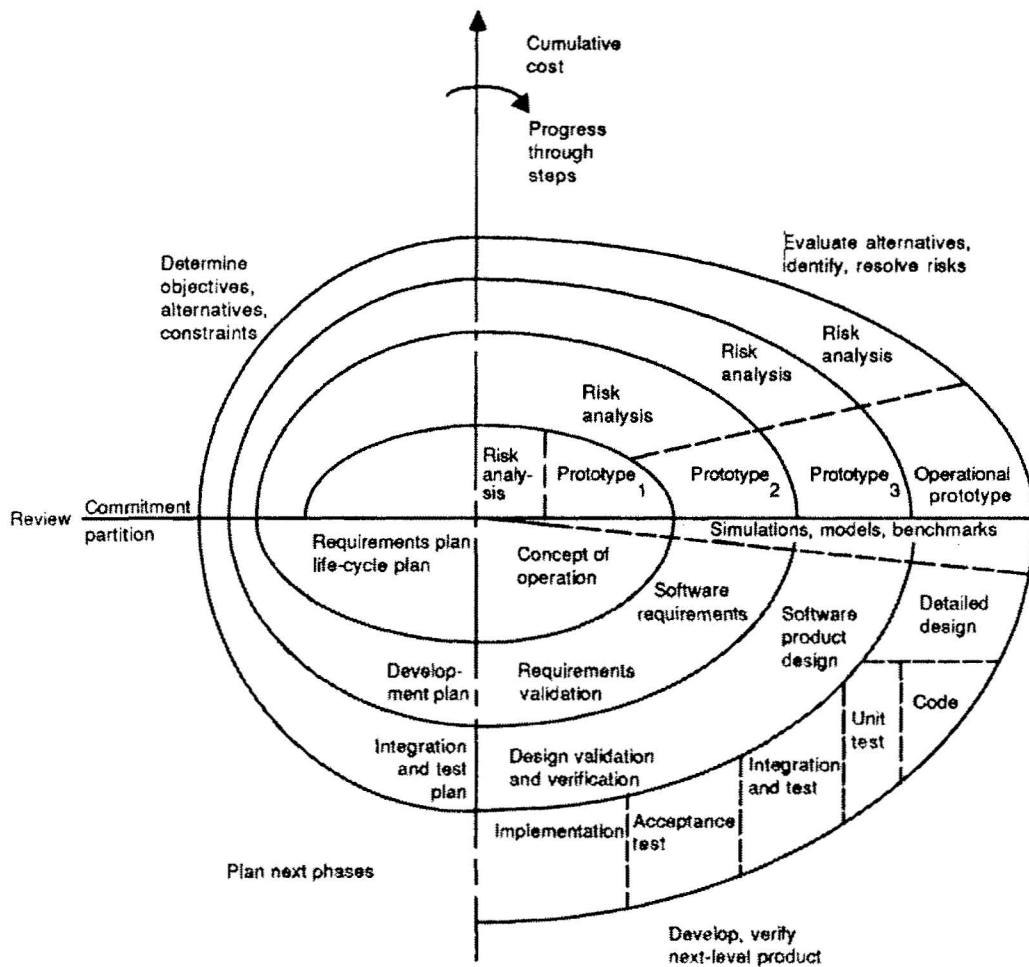 Cumulative
cost
Progress
through
steps
Evaluate alternatives,
identify, resolve risks
Determine
objectives,
alternatives,
constraints
Risk
analysis
Risk
analysis
Risk
analysis
Risk
analy-
sis
Prototype 1
Prototype 2
Prototype 3
Operational
prototype
Review
Commitment
partition
Simulations, models, benchmarks
Requirements plan
life-cycle plan
Concept of
operation
Software
requirements
Software
product
design
Detailed
design
Develop-
ment plan
Requirements
validation
Code
Unit
test
Integration
and test
plan
Design validation
and verification
Integration
and test
Acceptance
test
Implementation
Plan next phases
Develop, verify
next-level product